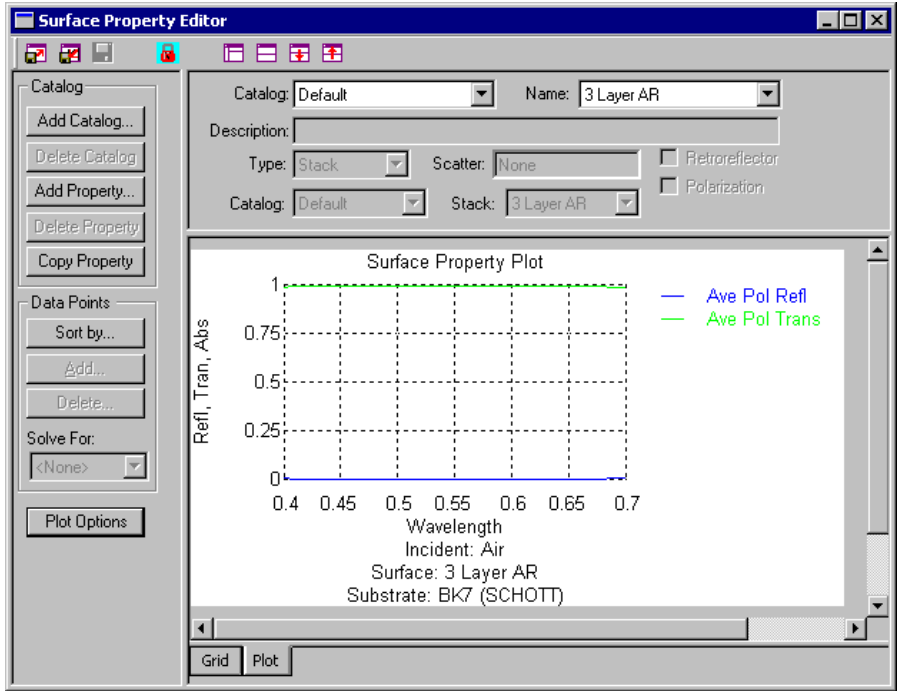 Surface Property Editor
Catalog
Add Catalog...
Delete Catalog
Add Property...
Delete Property
Copy Property
Data Points
Sort by...
Add...
Delete...
Solve For:
<None>
Plot Options
Catalog: Default Name: 3 Layer AR
Description:
Type: Stack Scatter: None Retroreflector
Polarization
Catalog: Default Stack: 3 Layer AR
Surface Property Plot
Refl, Tran, Abs
1
0.75
0.5
0.25
0
0.4 0.45 0.5 0.55 0.6 0.65 0.7
Wavelength
Incident: Air
Surface: 3 Layer AR
Substrate: BK7 (SCHOTT)
Ave Pol Refl
Ave Pol Trans
Grid Plot